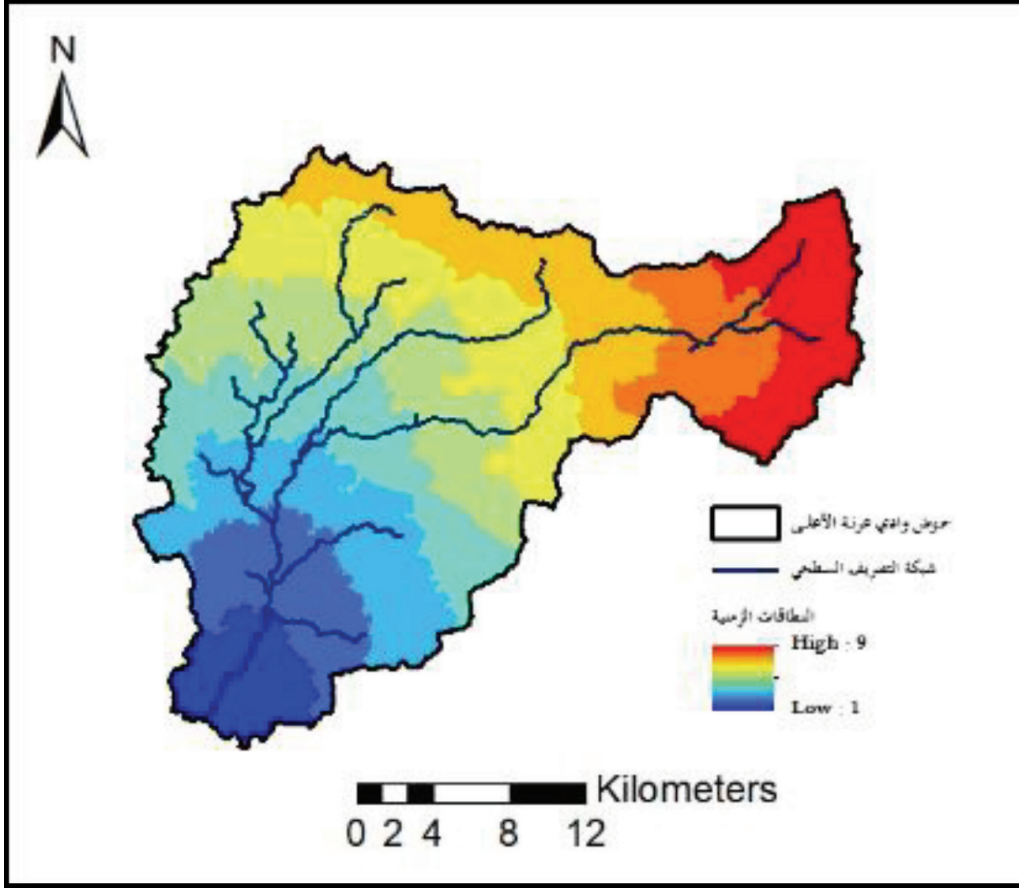 N
حوض وادي عرنة الأعلى
شبكة التصريف السطحي
النطاقات الزمنية
High : 9
Low : 1
Kilometers
0 2 4 8 12